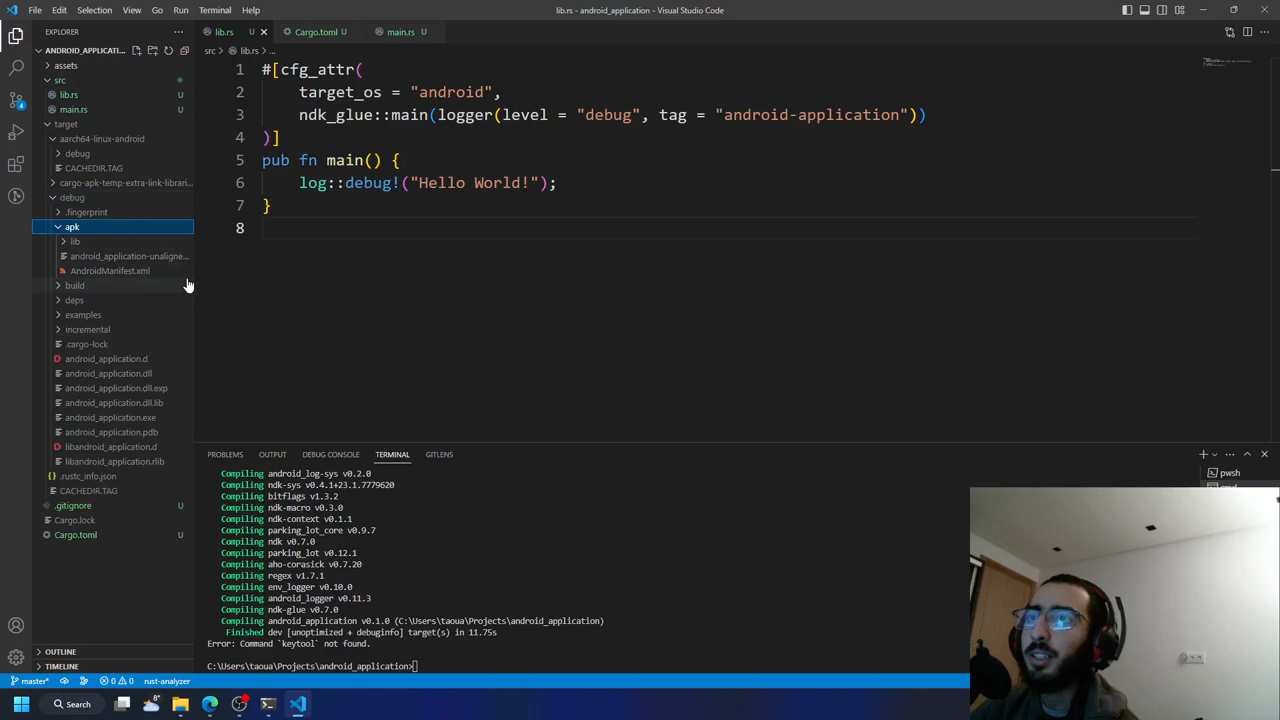 File Edit Selection View Go Run Terminal Help
lib.rs - android_application - Visual Studio Code
EXPLORER
ANDROID_APPLICATI...
assets
src
lib.rs U
main.rs U
target
aarch64-linux-android
debug
CACHEDIR.TAG
cargo-apk-temp-extra-link-librari...
debug
.fingerprint
apk
lib
android_application-unaligne...
AndroidManifest.xml
build
deps
examples
incremental
.cargo-lock
android_application.d
android_application.dll
android_application.dll.exp
android_application.dll.lib
android_application.exe
android_application.pdb
libandroid_application.d
libandroid_application.rlib
.rustc_info.json
CACHEDIR.TAG
.gitignore U
Cargo.lock
Cargo.toml U
OUTLINE
TIMELINE
4
lib.rs U
Cargo.toml U
main.rs U
src > lib.rs > ...
1 #[cfg_attr(
2 target_os = "android",
3 ndk_glue::main(logger(level = "debug", tag = "android-application"))
4 )]
5 pub fn main() {
6 log::debug!("Hello World!");
7 }
8
PROBLEMS OUTPUT DEBUG CONSOLE TERMINAL GITLENS
Compiling android_log-sys v0.2.0
Compiling ndk-sys v0.4.1+23.1.7779620
Compiling bitflags v1.3.2
Compiling ndk-macro v0.3.0
Compiling ndk-context v0.1.1
Compiling parking_lot_core v0.9.7
Compiling ndk v0.7.0
Compiling parking_lot v0.12.1
Compiling aho-corasick v0.7.20
Compiling regex v1.7.1
Compiling env_logger v0.10.0
Compiling android_logger v0.11.3
Compiling ndk-glue v0.7.0
Compiling android_application v0.1.0 (C:\Users\taoua\Projects\android_application)
Finished dev [unoptimized + debuginfo] target(s) in 11.75s
Error: Command `keytool` not found.
C:\Users\taoua\Projects\android_application>
pwsh
master* 0 0 rust-analyzer
Search
8°